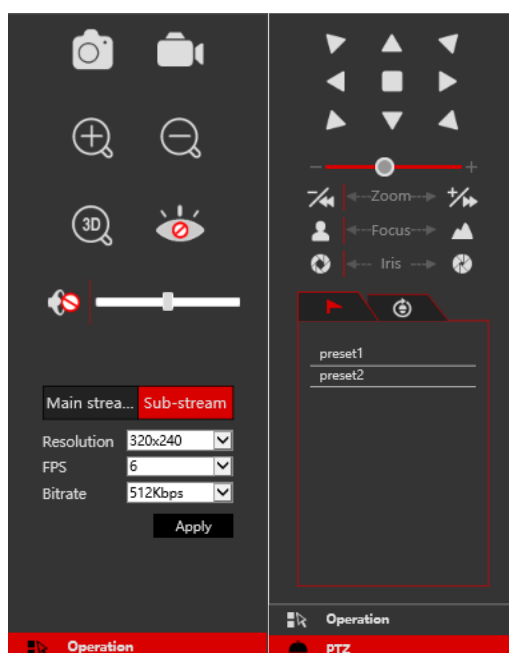 3D
Main strea... Sub-stream
Resolution 320x240
FPS 6
Bitrate 512Kbps
Apply
Operation
− +
−/ Zoom +/
Focus
Iris
preset1
preset2
Operation
PTZ